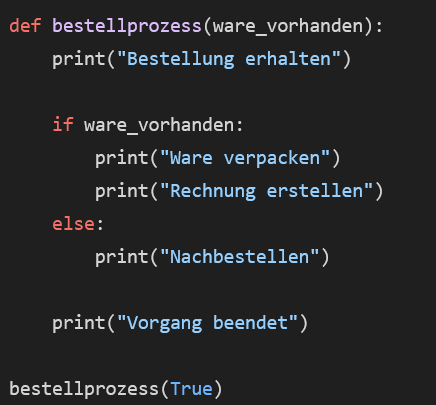 def bestellprozess(ware_vorhanden):
    print("Bestellung erhalten")

    if ware_vorhanden:
        print("Ware verpacken")
        print("Rechnung erstellen")
    else:
        print("Nachbestellen")

    print("Vorgang beendet")

bestellprozess(True)